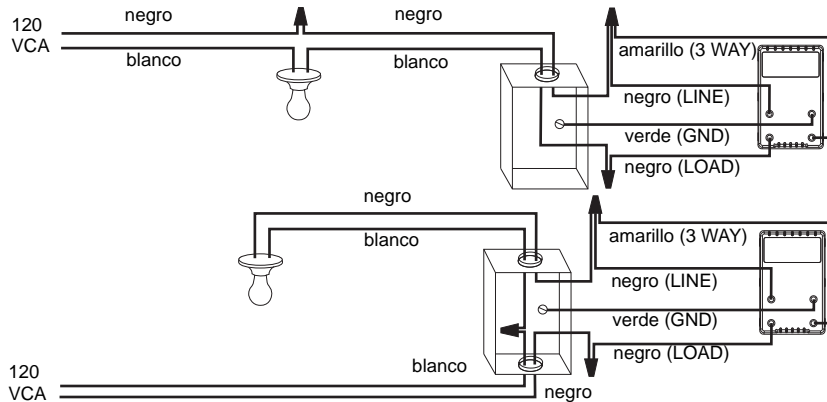 negro
negro
120
VCA
amarillo (3 WAY)
blanco
blanco
negro (LINE)
verde (GND)
negro (LOAD)
negro
amarillo (3 WAY)
blanco
negro (LINE)
verde (GND)
negro (LOAD)
blanco
120
VCA
negro